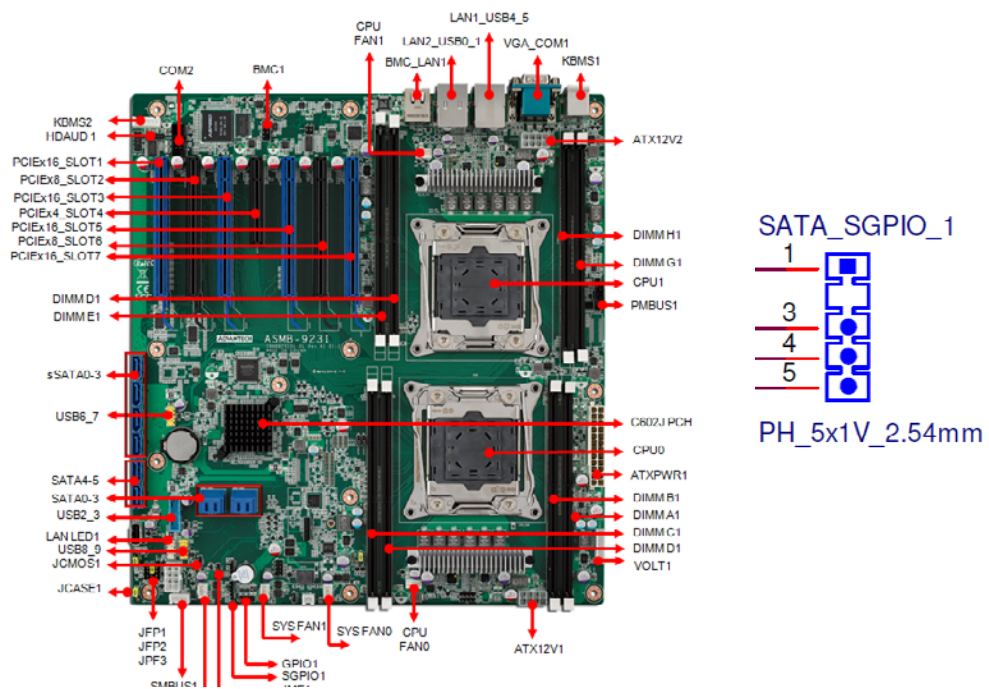 LAN1_USB4_5
CPU
FAN1
LAN2_USB0_1
VGA_COM1
BMC_LAN1
KBMS1
COM2
BMC1
KBMS2
HDAUD1
ATX12V2
PCIEx16_SLOT1
PCIEx8_SLOT2
PCIEx16_SLOT3
PCIEx4_SLOT4
PCIEx16_SLOT5
PCIEx8_SLOT6
PCIEx16_SLOT7
DIMM H1
DIMM G1
CPU1
PMBUS1
DIMM D1
DIMM E1
ADVANTECH
ASMB-923I
sSATA0-3
USB6_7
C602J PCH
CPU0
SATA4-5
SATA0-3
USB2_3
LAN LED1
USB8_9
JCMOS1
JCASE1
ATXPWR1
DIMM B1
DIMM A1
DIMM C1
DIMM D1
VOLT1
JFP1
JFP2
JPF3
SYS FAN1
SYS FAN0
CPU
FAN0
ATX12V1
GPIO1
SGPIO1
SMBUS1
SATA_SGPIO_1
1
3
4
5
PH_5x1V_2.54mm